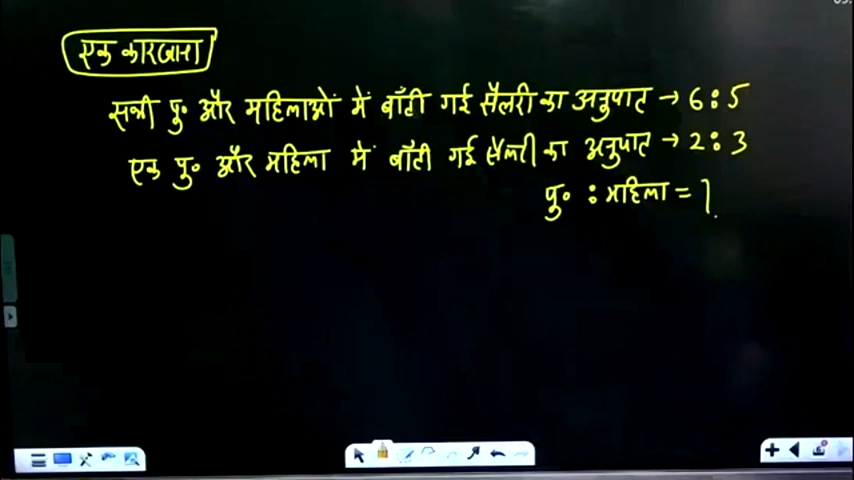 एक कारखाना
सभी पु० और महिलाओं में बाँटी गई सैलरी का अनुपात → 6 : 5
एक पु० और महिला में बाँटी गई सैलरी का अनुपात → 2 : 3
पु० : महिला = ?